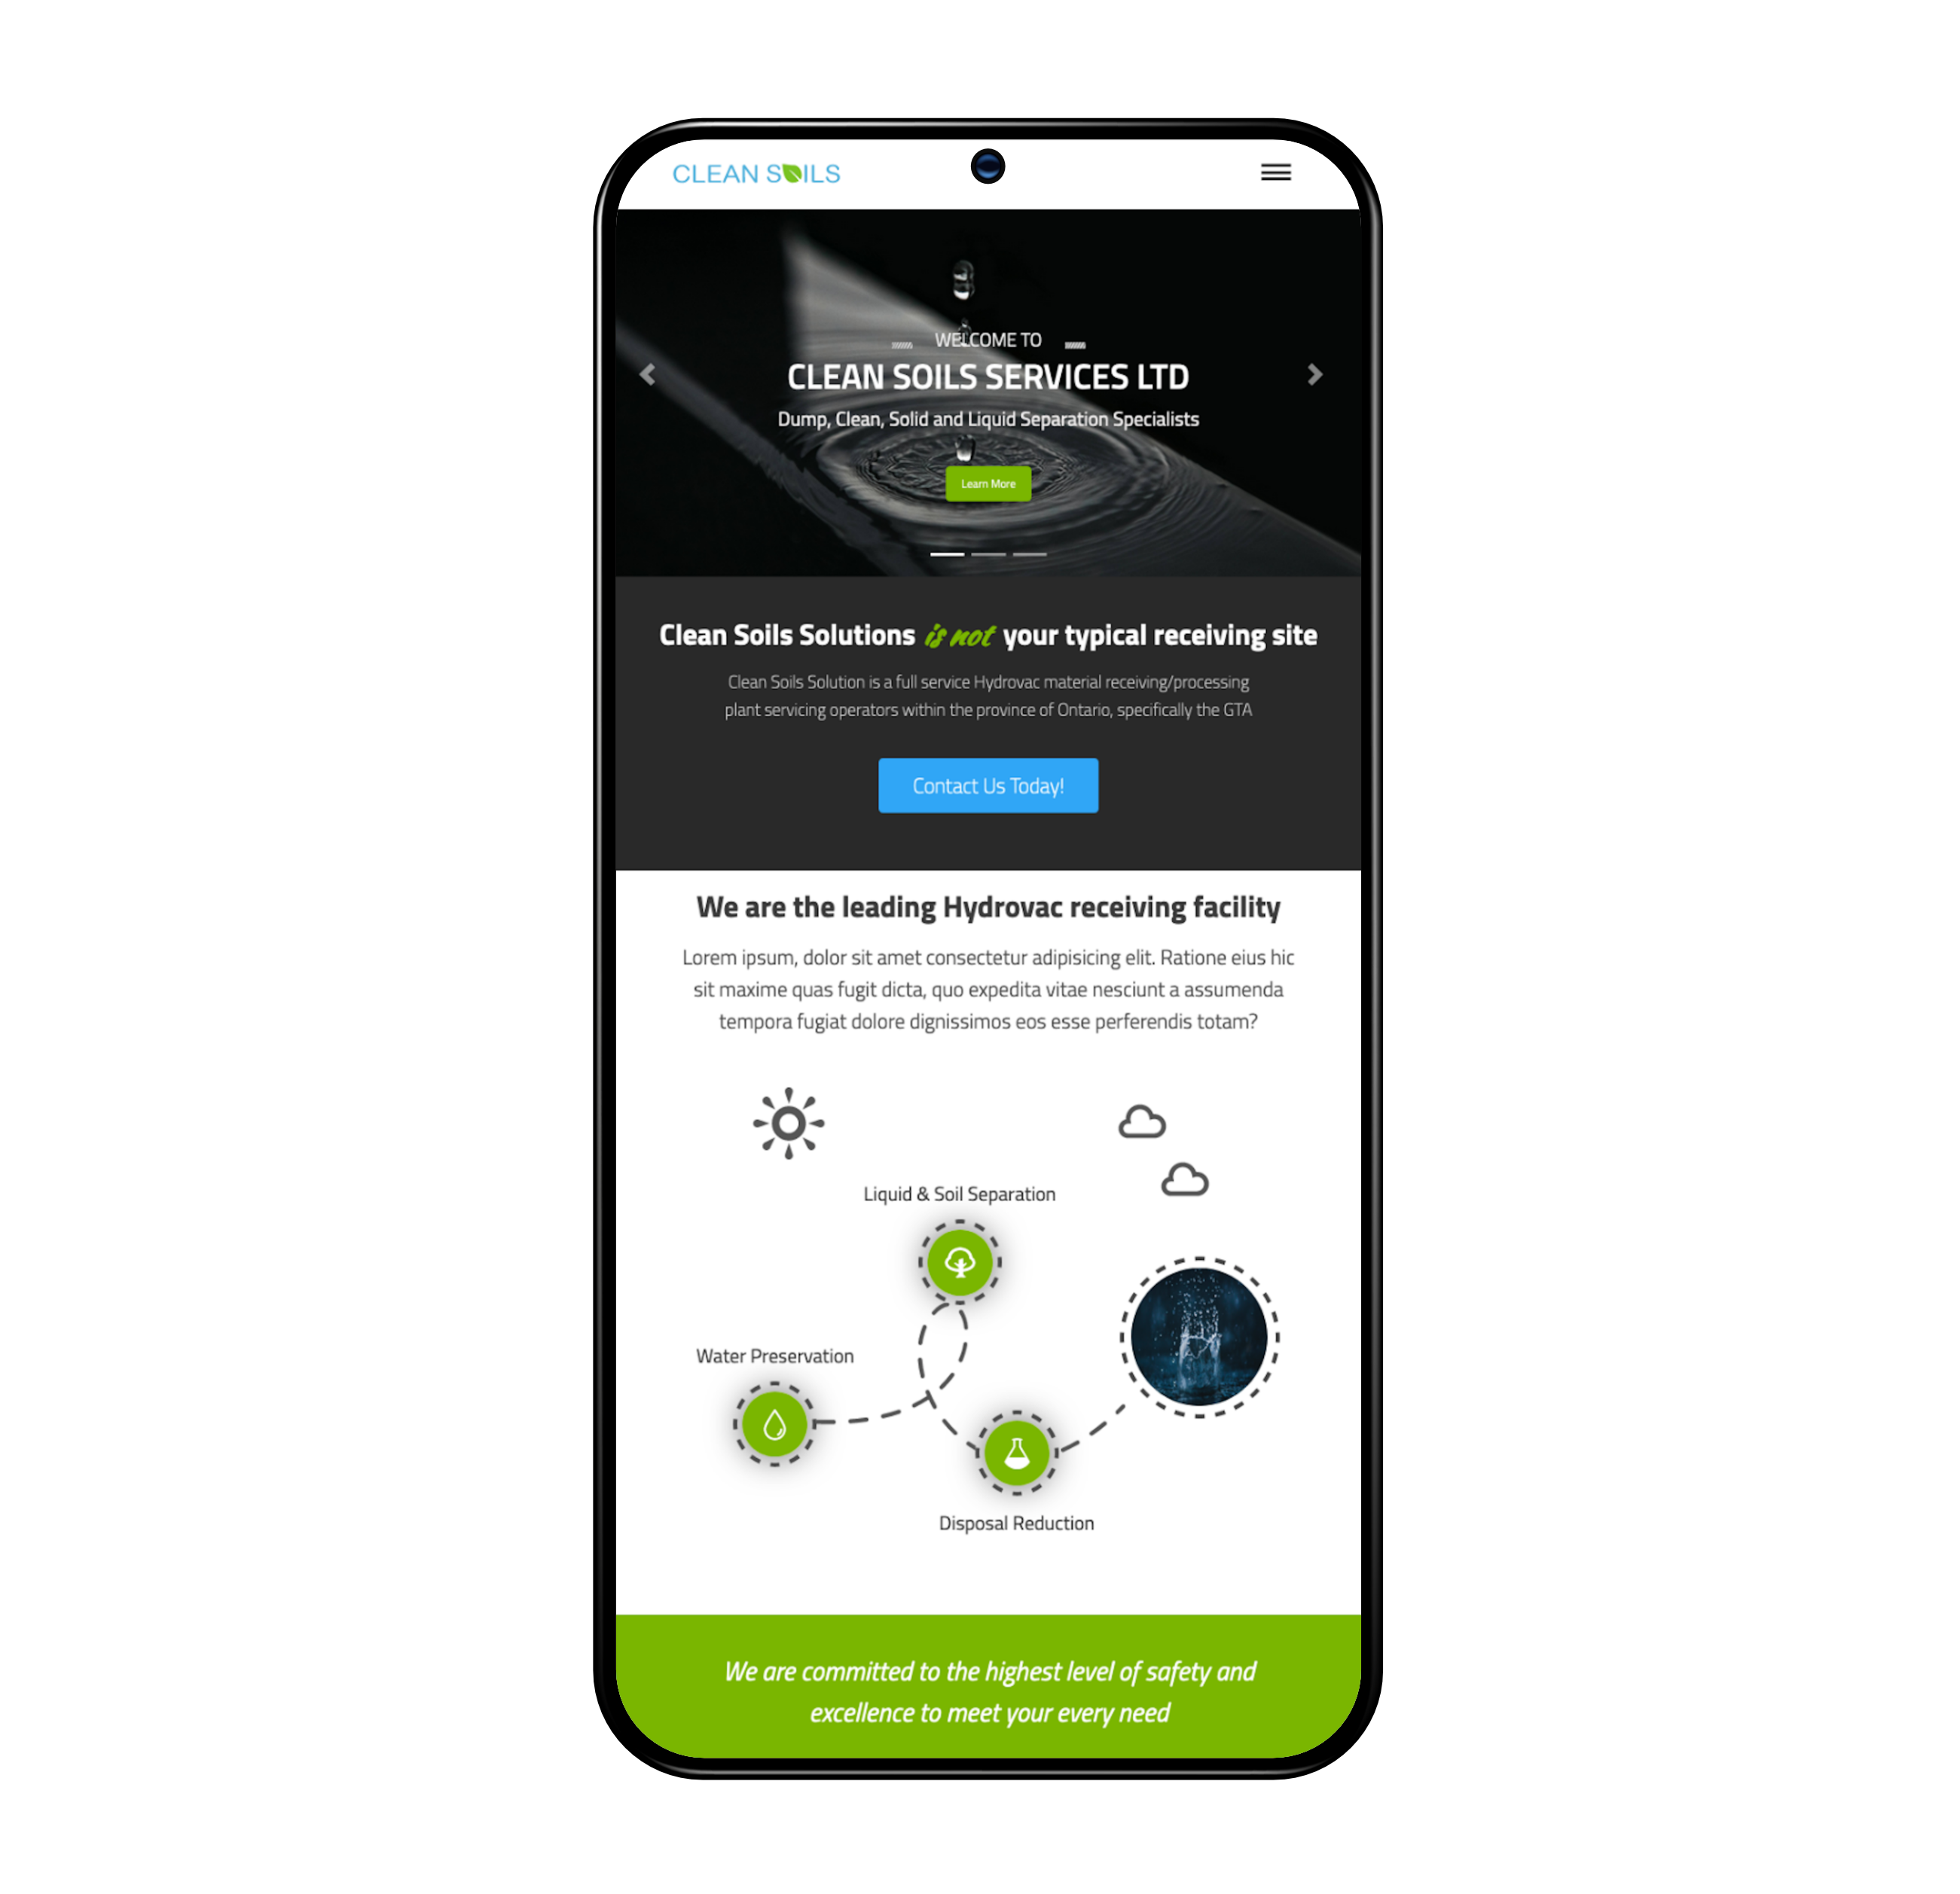 CLEAN SOILS
WELCOME TO
CLEAN SOILS SERVICES LTD
Dump, Clean, Solid and Liquid Separation Specialists
Learn More
Clean Soils Solutions is not your typical receiving site
Clean Soils Solution is a full service Hydrovac material receiving/processing
plant servicing operators within the province of Ontario, specifically the GTA
Contact Us Today!
We are the leading Hydrovac receiving facility
Lorem ipsum, dolor sit amet consectetur adipisicing elit. Ratione eius hic
sit maxime quas fugit dicta, quo expedita vitae nesciunt a assumenda
tempora fugiat dolore dignissimos eos esse perferendis totam?
Liquid & Soil Separation
Water Preservation
Disposal Reduction
We are committed to the highest level of safety and
excellence to meet your every need